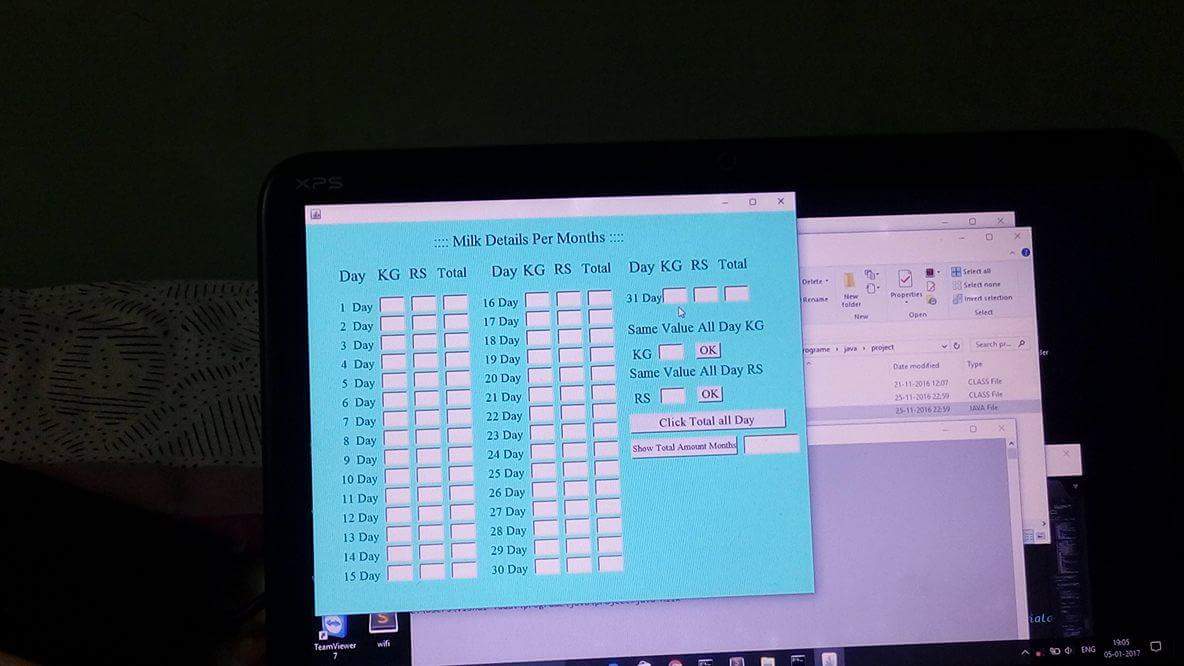 XPS
:::: Milk Details Per Months ::::
Day KG RS Total Day KG RS Total Day KG RS Total
1 Day 16 Day 31 Day
2 Day 17 Day
3 Day 18 Day Same Value All Day KG
4 Day 19 Day KG OK
5 Day 20 Day Same Value All Day RS
6 Day 21 Day RS OK
7 Day 22 Day Click Total all Day
8 Day 23 Day Show Total Amount Months
9 Day 24 Day
10 Day 25 Day
11 Day 26 Day
12 Day 27 Day
13 Day 28 Day
14 Day 29 Day
15 Day 30 Day
Delete
Rename
New folder
New
Properties
Open
Select all
Select none
Invert selection
Select
programe › java › project
Search pr...
Date modified Type
21-11-2016 12:07 CLASS File
25-11-2016 22:59 CLASS File
25-11-2016 22:59 JAVA File
TeamViewer 7
wifi
ENG
19:05
05-01-2017